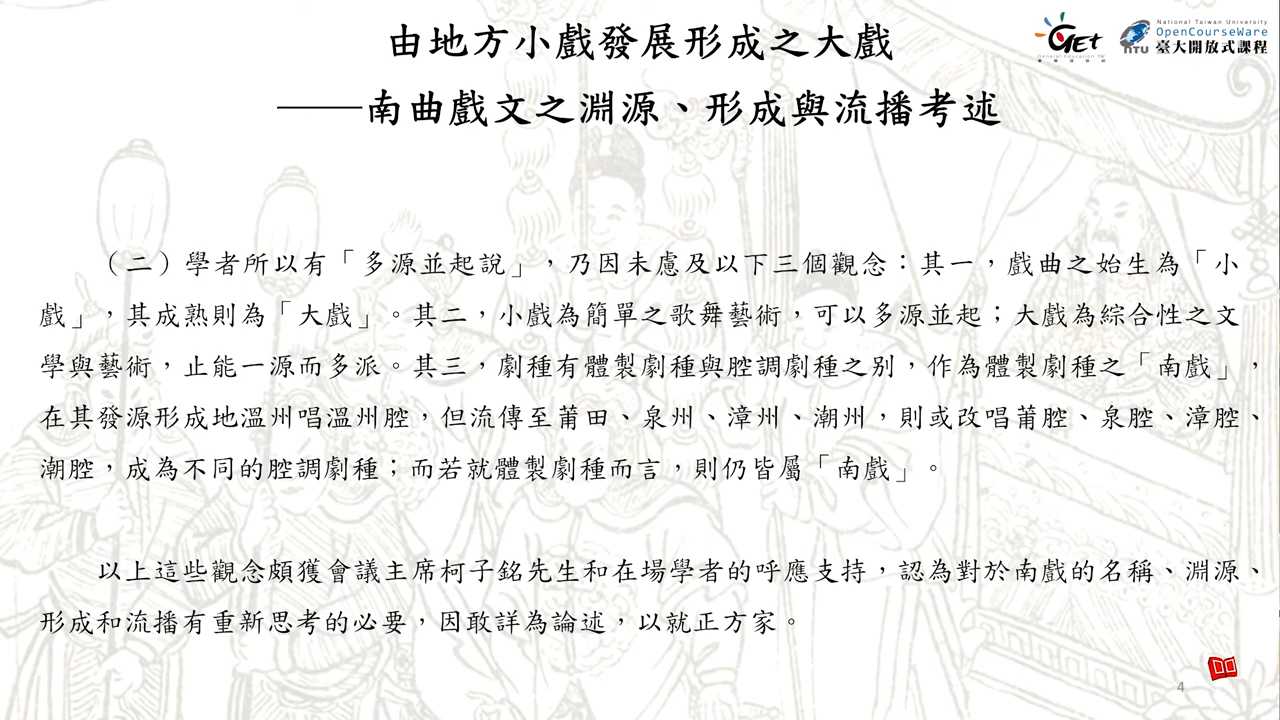 由地方小戲發展形成之大戲
——南曲戲文之淵源、形成與流播考述
GET
General Education TW
National Taiwan University
OpenCourseWare
NTU 臺大開放式課程
（二）學者所以有「多源並起說」，乃因未慮及以下三個觀念：其一，戲曲之始生為「小
戲」，其成熟則為「大戲」。其二，小戲為簡單之歌舞藝術，可以多源並起；大戲為綜合性之文
學與藝術，止能一源而多派。其三，劇種有體製劇種與腔調劇種之別，作為體製劇種之「南戲」，
在其發源形成地溫州唱溫州腔，但流傳至莆田、泉州、漳州、潮州，則或改唱莆腔、泉腔、漳腔、
潮腔，成為不同的腔調劇種；而若就體製劇種而言，則仍皆屬「南戲」。
以上這些觀念頗獲會議主席柯子銘先生和在場學者的呼應支持，認為對於南戲的名稱、淵源、
形成和流播有重新思考的必要，因敢詳為論述，以就正方家。
4